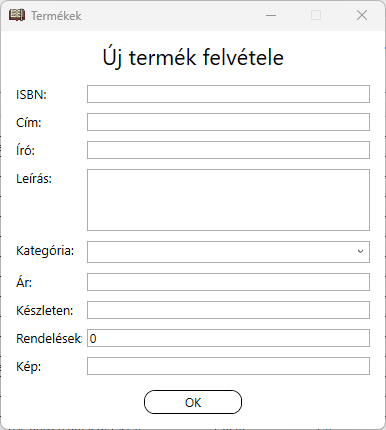 Termékek
Új termék felvétele
ISBN:
Cím:
Író:
Leírás:
Kategória:
Ár:
Készleten:
Rendelések: 0
Kép:
OK